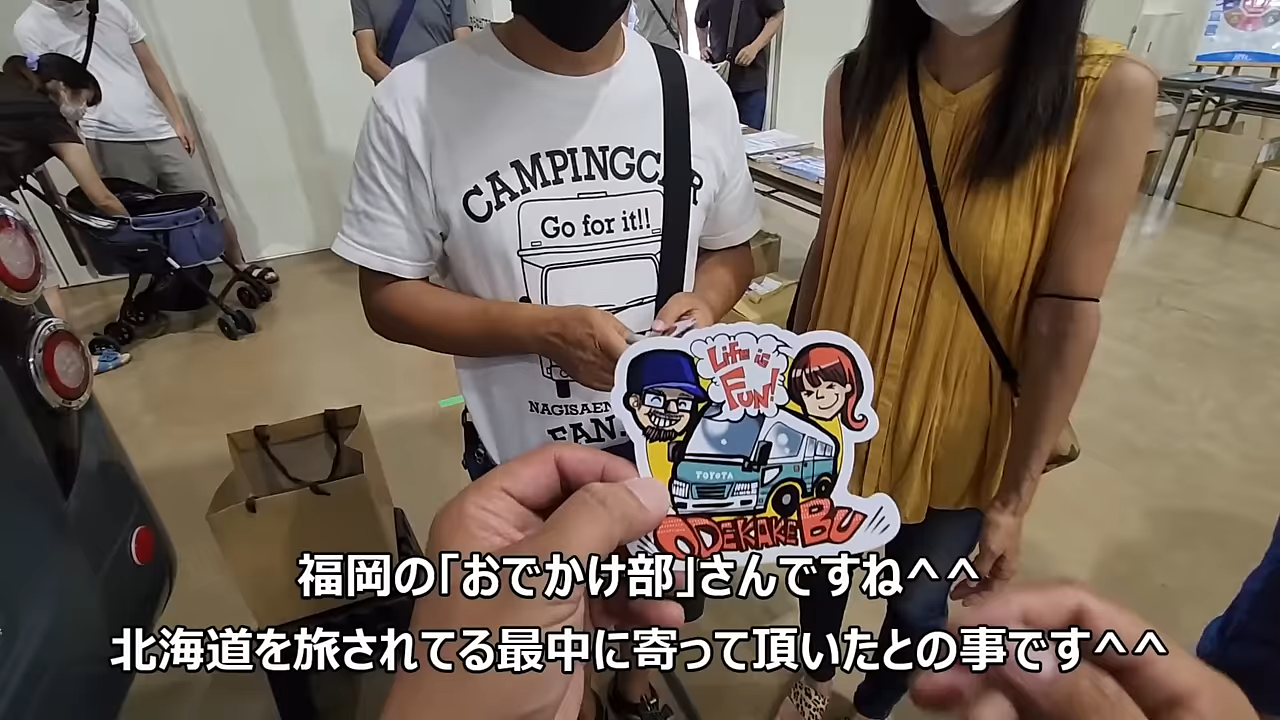 CAMPINGC
Go for it!!
NAGISAEN
FAN.
Life is
FUN!
TOYOTA
ODEKAKE BU
福岡の「おでかけ部」さんですね^^
北海道を旅されてる最中に寄って頂いたとの事です^^